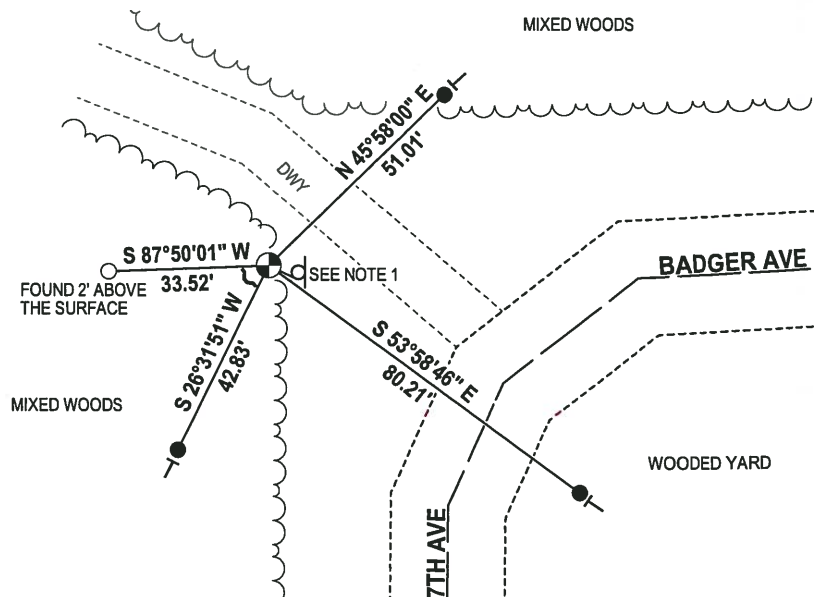 MIXED WOODS
N 45°58'00" E
51.01'
DWY
S 87°50'01" W
33.52'
SEE NOTE 1
BADGER AVE
FOUND 2' ABOVE
THE SURFACE
S 26°31'51" W
42.83'
S 53°58'46" E
80.21'
MIXED WOODS
WOODED YARD
7TH AVE